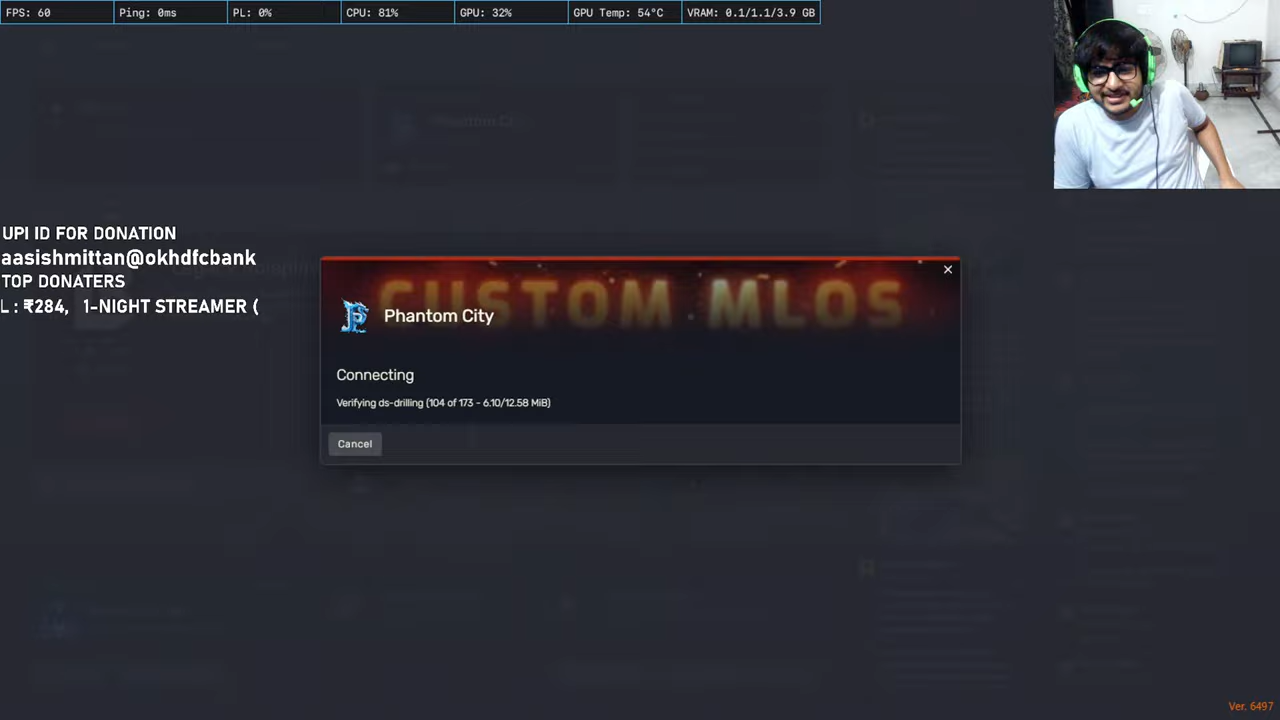 FPS: 60 Ping: 0ms PL: 0% CPU: 81% GPU: 32% GPU Temp: 54°C VRAM: 0.1/1.1/3.9 GB
UPI ID FOR DONATION
aasishmittan@okhdfcbank
TOP DONATERS
L : ₹284, 1-NIGHT STREAMER (
CUSTOM MLOS
Phantom City
Connecting
Verifying ds-drilling (104 of 173 - 6.10/12.58 MiB)
Cancel
Ver. 6497